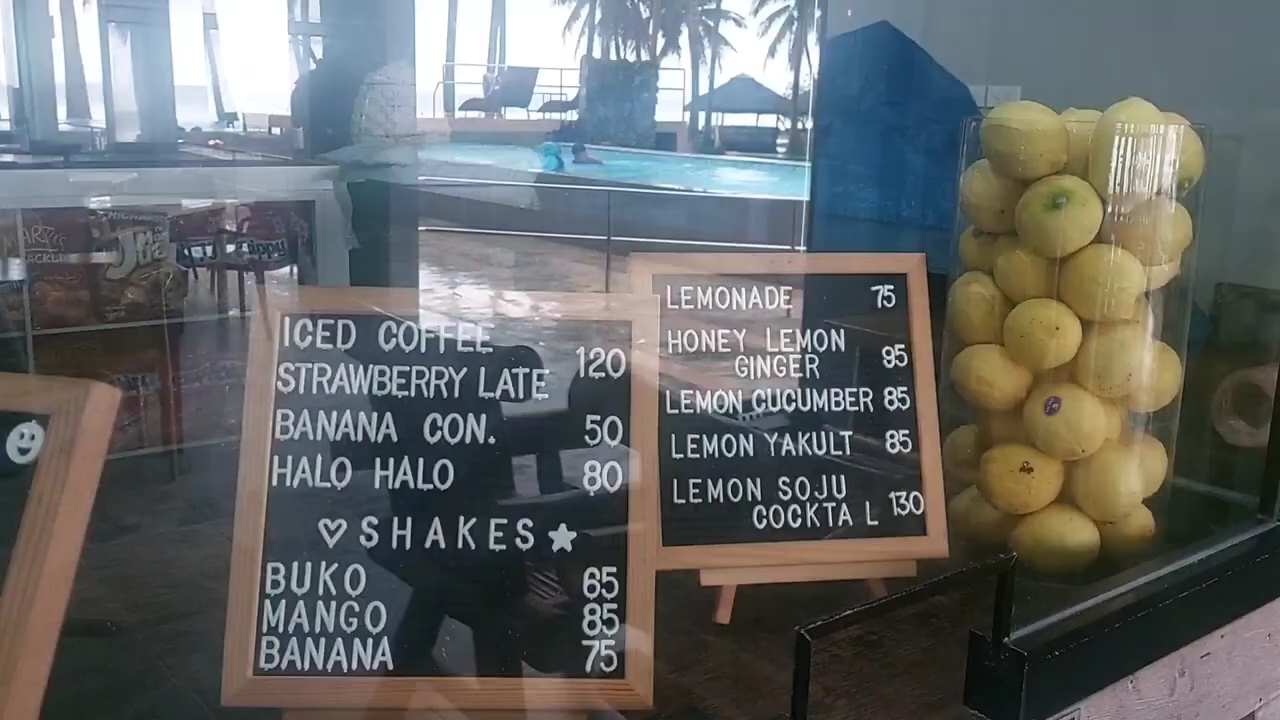 ICED COFFEE
STRAWBERRY LATE 120
BANANA CON. 50
HALO HALO 80
♡SHAKES★
BUKO 65
MANGO 85
BANANA 75
LEMONADE 75
HONEY LEMON
GINGER 95
LEMON CUCUMBER 85
LEMON YAKULT 85
LEMON SOJU
COCKTA L 130